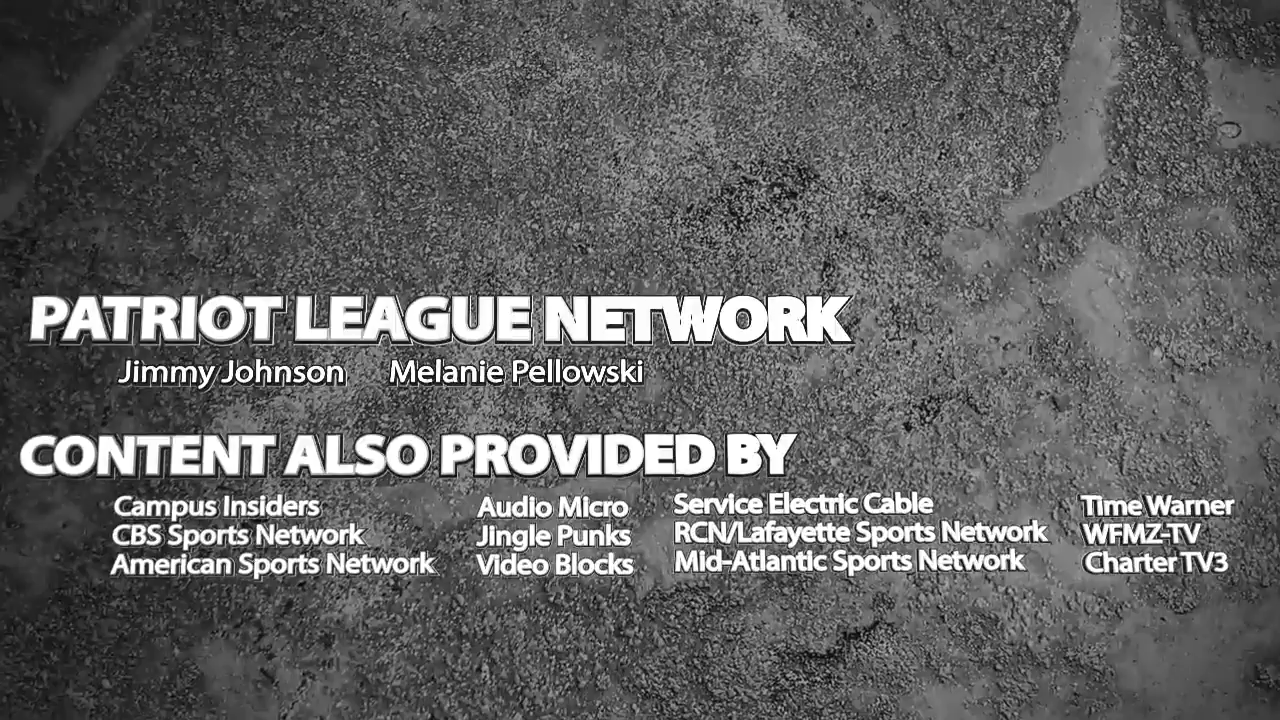 PATRIOT LEAGUE NETWORK
Jimmy Johnson Melanie Pellowski
CONTENT ALSO PROVIDED BY
Campus Insiders Audio Micro Service Electric Cable Time Warner
CBS Sports Network Jingle Punks RCN/Lafayette Sports Network WFMZ-TV
American Sports Network Video Blocks Mid-Atlantic Sports Network Charter TV3